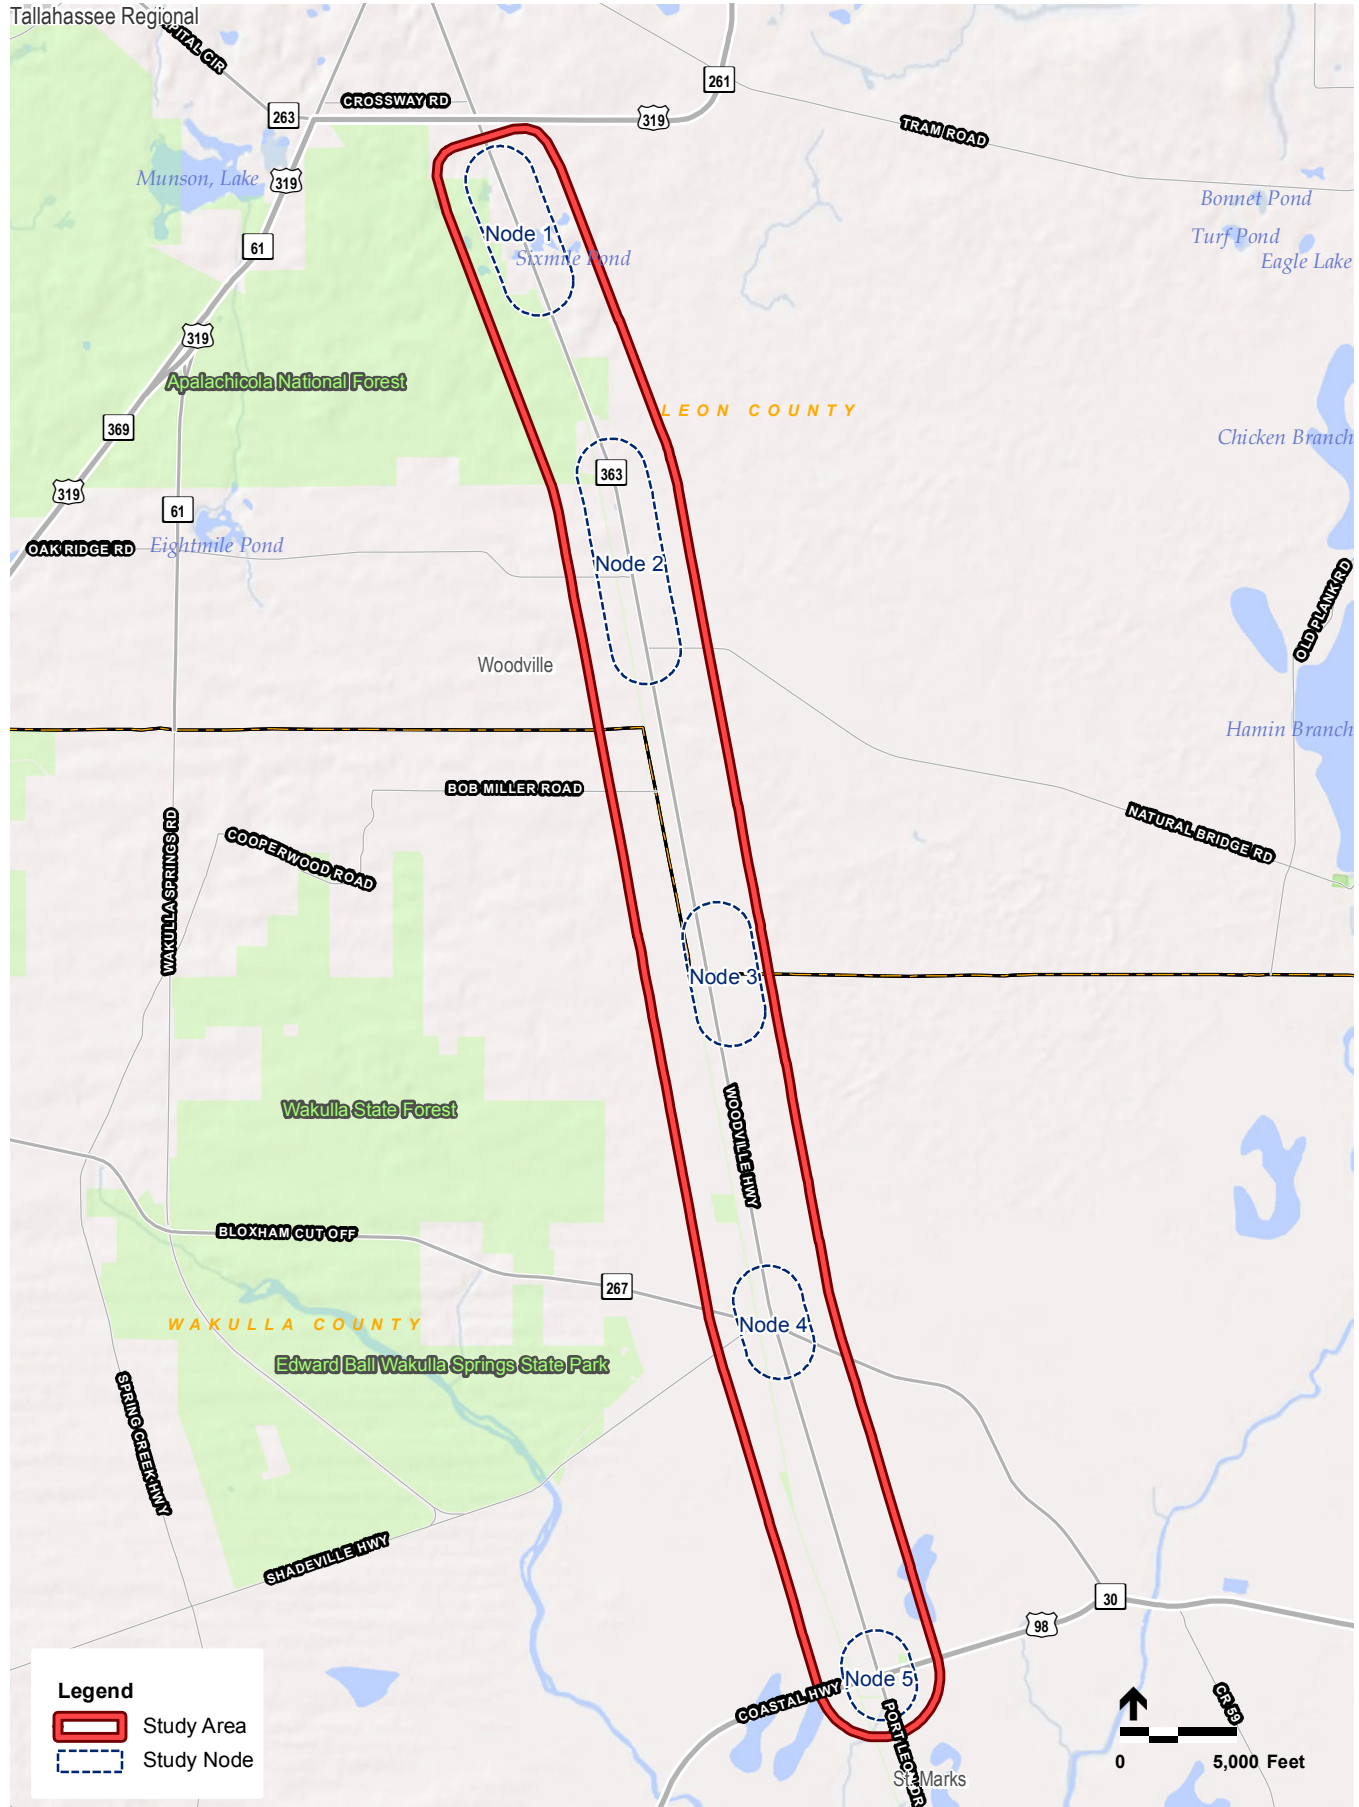 Tallahassee Regional
PITAL CIR
261
CROSSWAY RD
263
319
TRAM ROAD
Munson, Lake
319
Bonnet Pond
Node 1
Turf Pond
61
Sixmile Pond
Eagle Lake
319
Apalachicola National Forest
LEON COUNTY
369
Chicken Branch
363
319
61
OAK RIDGE RD
Eightmile Pond
Node 2
OLD PLANK RD
Woodville
Hamin Branch
BOB MILLER ROAD
NATURAL BRIDGE RD
COOPERWOOD ROAD
WAKULLA SPRINGS RD
Node 3
Wakulla State Forest
WOODVILLE HWY
BLOXHAM CUT OFF
267
WAKULLA COUNTY
Node 4
Edward Ball Wakulla Springs State Park
SPRING CREEK HWY
SHADEVILLE HWY
30
98
Node 5
COASTAL HWY
CR 59
PORT LEON DR
St. Marks
Legend
Study Area
Study Node
0 5,000 Feet